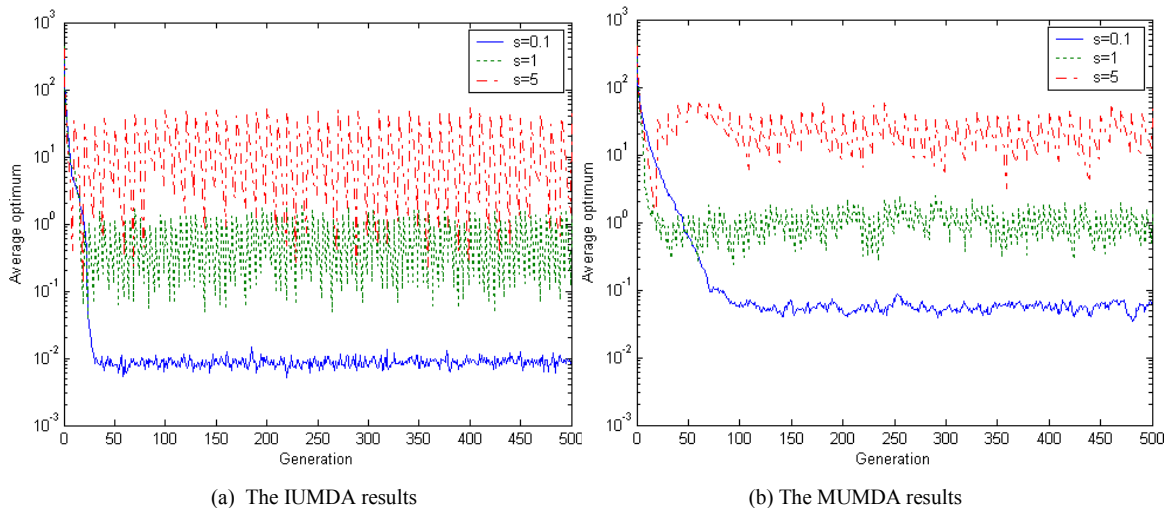 10^3
10^2
10^1
10^0
10^-1
10^-2
10^-3
Average optimum
0 50 100 150 200 250 300 350 400 450 500
Generation
s=0.1
s=1
s=5
(a) The IUMDA results
10^3
10^2
10^1
10^0
10^-1
10^-2
10^-3
Average optimum
0 50 100 150 200 250 300 350 400 450 500
Generation
s=0.1
s=1
s=5
(b) The MUMDA results